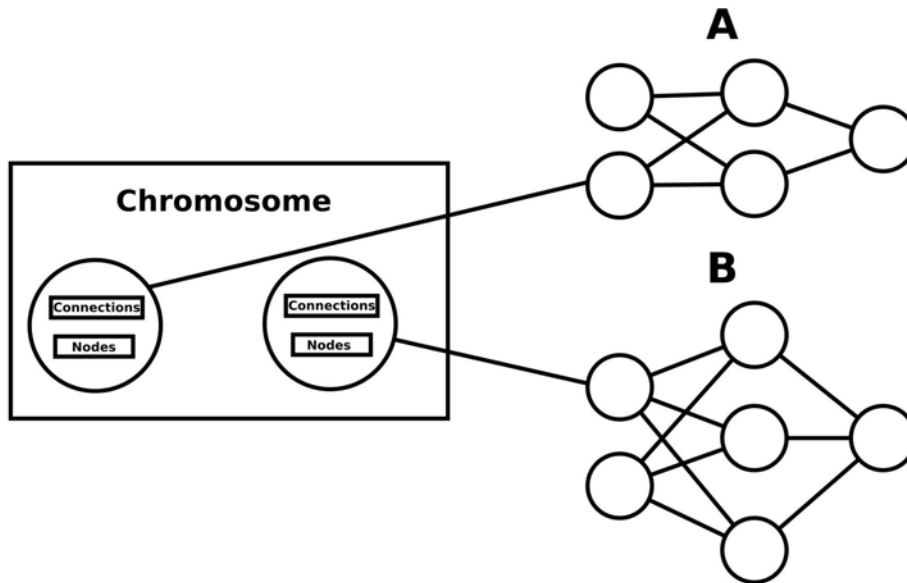 A
Chromosome
Connections
Nodes
Connections
Nodes
B